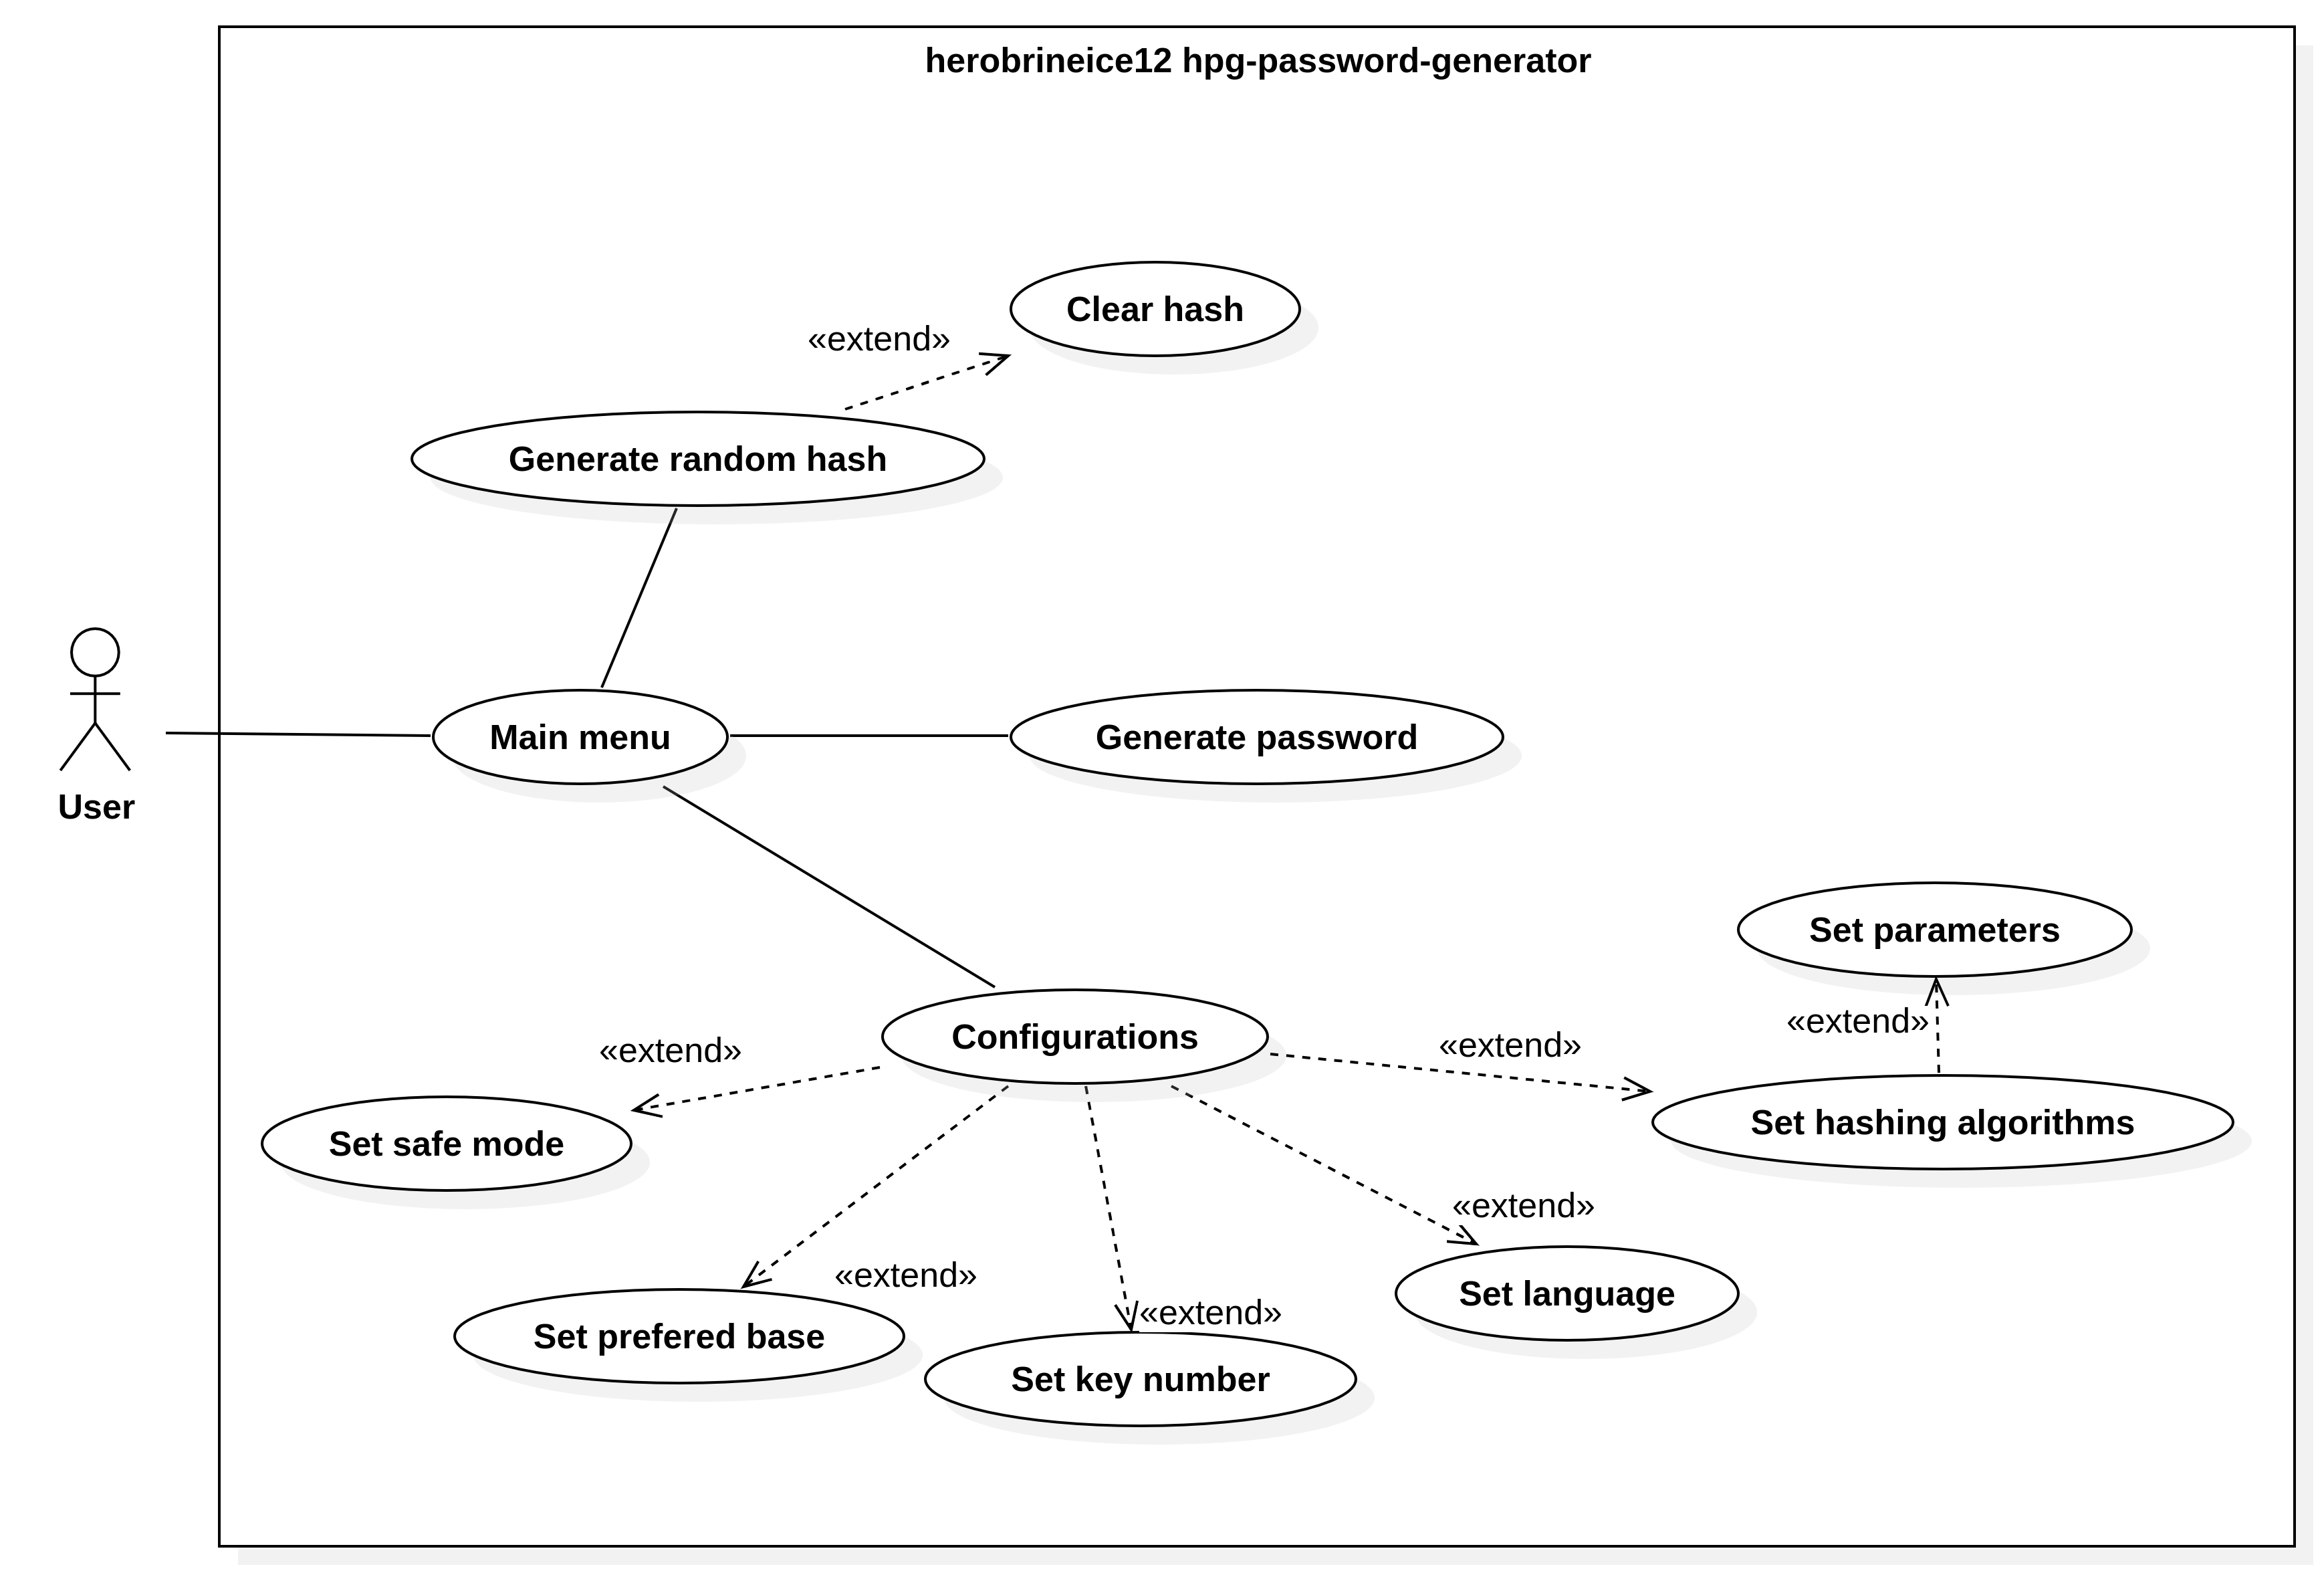 herobrineice12 hpg-password-generator
Clear hash
«extend»
Generate random hash
Main menu
Generate password
User
Set parameters
«extend»
Configurations
«extend»
«extend»
Set hashing algorithms
Set safe mode
«extend»
«extend»
Set language
«extend»
Set prefered base
Set key number